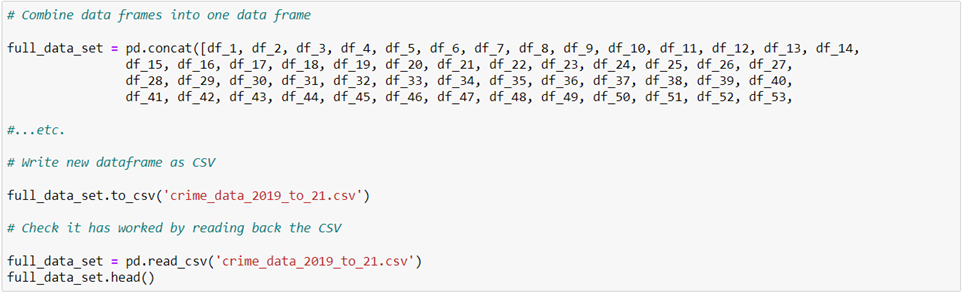 # Combine data frames into one data frame
full_data_set = pd.concat([df_1, df_2, df_3, df_4, df_5, df_6, df_7, df_8, df_9, df_10, df_11, df_12, df_13, df_14,
df_15, df_16, df_17, df_18, df_19, df_20, df_21, df_22, df_23, df_24, df_25, df_26, df_27,
df_28, df_29, df_30, df_31, df_32, df_33, df_34, df_35, df_36, df_37, df_38, df_39, df_40,
df_41, df_42, df_43, df_44, df_45, df_46, df_47, df_48, df_49, df_50, df_51, df_52, df_53,
#...etc.
# Write new dataframe as CSV
full_data_set.to_csv('crime_data_2019_to_21.csv')
# Check it has worked by reading back the CSV
full_data_set = pd.read_csv('crime_data_2019_to_21.csv')
full_data_set.head()